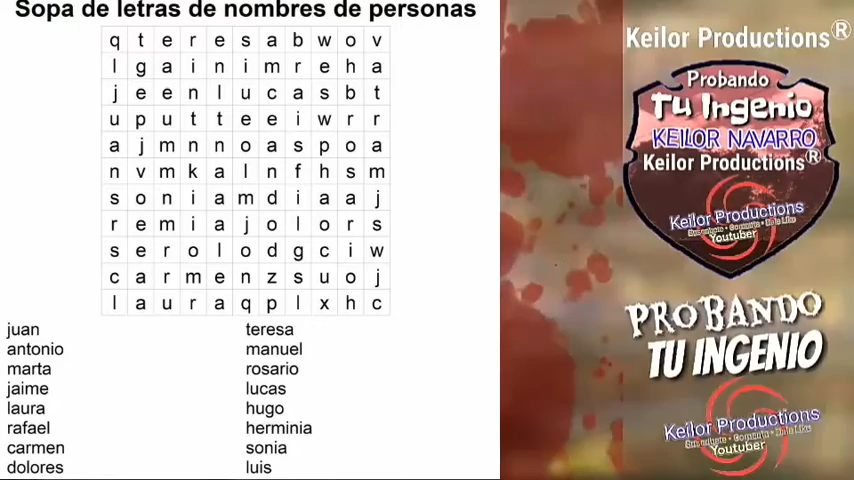 Sopa de letras de nombres de personas
q t e r e s a b w o v
l g a i n i m r e h a
j e e n l u c a s b t
u p u t t e e i w r r
a j m n n o a s p o a
n v m k a l n f h s m
s o n i a m d i a a j
r e m i a j o l o r s
s e r o l o d g c i w
c a r m e n z s u o j
l a u r a q p l x h c
juan
antonio
marta
jaime
laura
rafael
carmen
dolores
teresa
manuel
rosario
lucas
hugo
herminia
sonia
luis
Keilor Productions®
Probando
Tu Ingenio
KEILOR NAVARRO
Keilor Productions®
Keilor Productions
Youtuber
PROBANDO
TU INGENIO
Keilor Productions
Youtuber